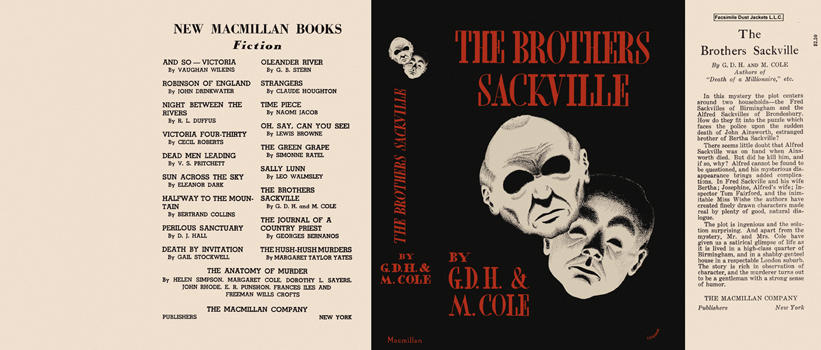 NEW MACMILLAN BOOKS
Fiction
AND SO — VICTORIA
By VAUGHAN WILKINS
ROBINSON OF ENGLAND
By JOHN DRINKWATER
NIGHT BETWEEN THE
RIVERS
By R. L. DUFFUS
VICTORIA FOUR-THIRTY
By CECIL ROBERTS
DEAD MEN LEADING
By V. S. PRITCHETT
SUN ACROSS THE SKY
By ELEANOR DARK
HALFWAY TO THE MOUN-
TAIN
By BERTRAND COLLINS
PERILOUS SANCTUARY
By D. J. HALL
DEATH BY INVITATION
By GAIL STOCKWELL
OLEANDER RIVER
By G. B. STERN
STRANGERS
By CLAUDE HOUGHTON
TIME PIECE
By NAOMI JACOB
OH, SAY, CAN YOU SEE!
By LEWIS BROWNE
THE GREEN GRAPE
By SIMONNE RATEL
SALLY LUNN
By LEO WALMSLEY
THE BROTHERS
SACKVILLE
By G. D. H. and M. COLE
THE JOURNAL OF A
COUNTRY PRIEST
By GEORGES BERNANOS
THE HUSH-HUSH MURDERS
By MARGARET TAYLOR YATES
THE ANATOMY OF MURDER
By HELEN SIMPSON, MARGARET COLE, DOROTHY L. SAYERS,
JOHN RHODE, E. R. PUNSHON, FRANCES ILES AND
FREEMAN WILLS CROFTS
THE MACMILLAN COMPANY
PUBLISHERS NEW YORK
THE BROTHERS SACKVILLE
BY
G.D.H. &
M. COLE
Macmillan
THE BROTHERS
SACKVILLE
BY
G.D.H. &
M. COLE
Facsimile Dust Jackets L.L.C.
$2.50
The
Brothers Sackville
By G. D. H. AND M. COLE
Authors of
"Death of a Millionaire," etc.
In this mystery the plot centers
around two households—the Fred
Sackvilles of Birmingham and the
Alfred Sackvilles of Brondesbury.
How do they fit into the puzzle which
faces the police upon the sudden
death of John Ainsworth, estranged
brother of Bertha Sackville?
There seems little doubt that Alfred
Sackville was on hand when Ains-
worth died. But did he kill him, and
if so, why? Alfred cannot be found to
be questioned, and his mysterious dis-
appearance brings added complica-
tions. In Fred Sackville and his wife
Bertha; Josephine, Alfred's wife; In-
spector Tom Fairford, and the inim-
itable Miss Wishe the authors have
created finely drawn characters made
real by plenty of good, natural dia-
logue.
The plot is ingenious and the solu-
tion surprising. And apart from the
mystery, Mr. and Mrs. Cole have
given us a satirical glimpse of life as
it is lived in a high-class quarter of
Birmingham, and in a shabby-genteel
house in a respectable London suburb.
The story is rich in observation of
character, and the murderer turns out
to be a gentleman with a strong sense
of humor.
THE MACMILLAN COMPANY
Publishers New York